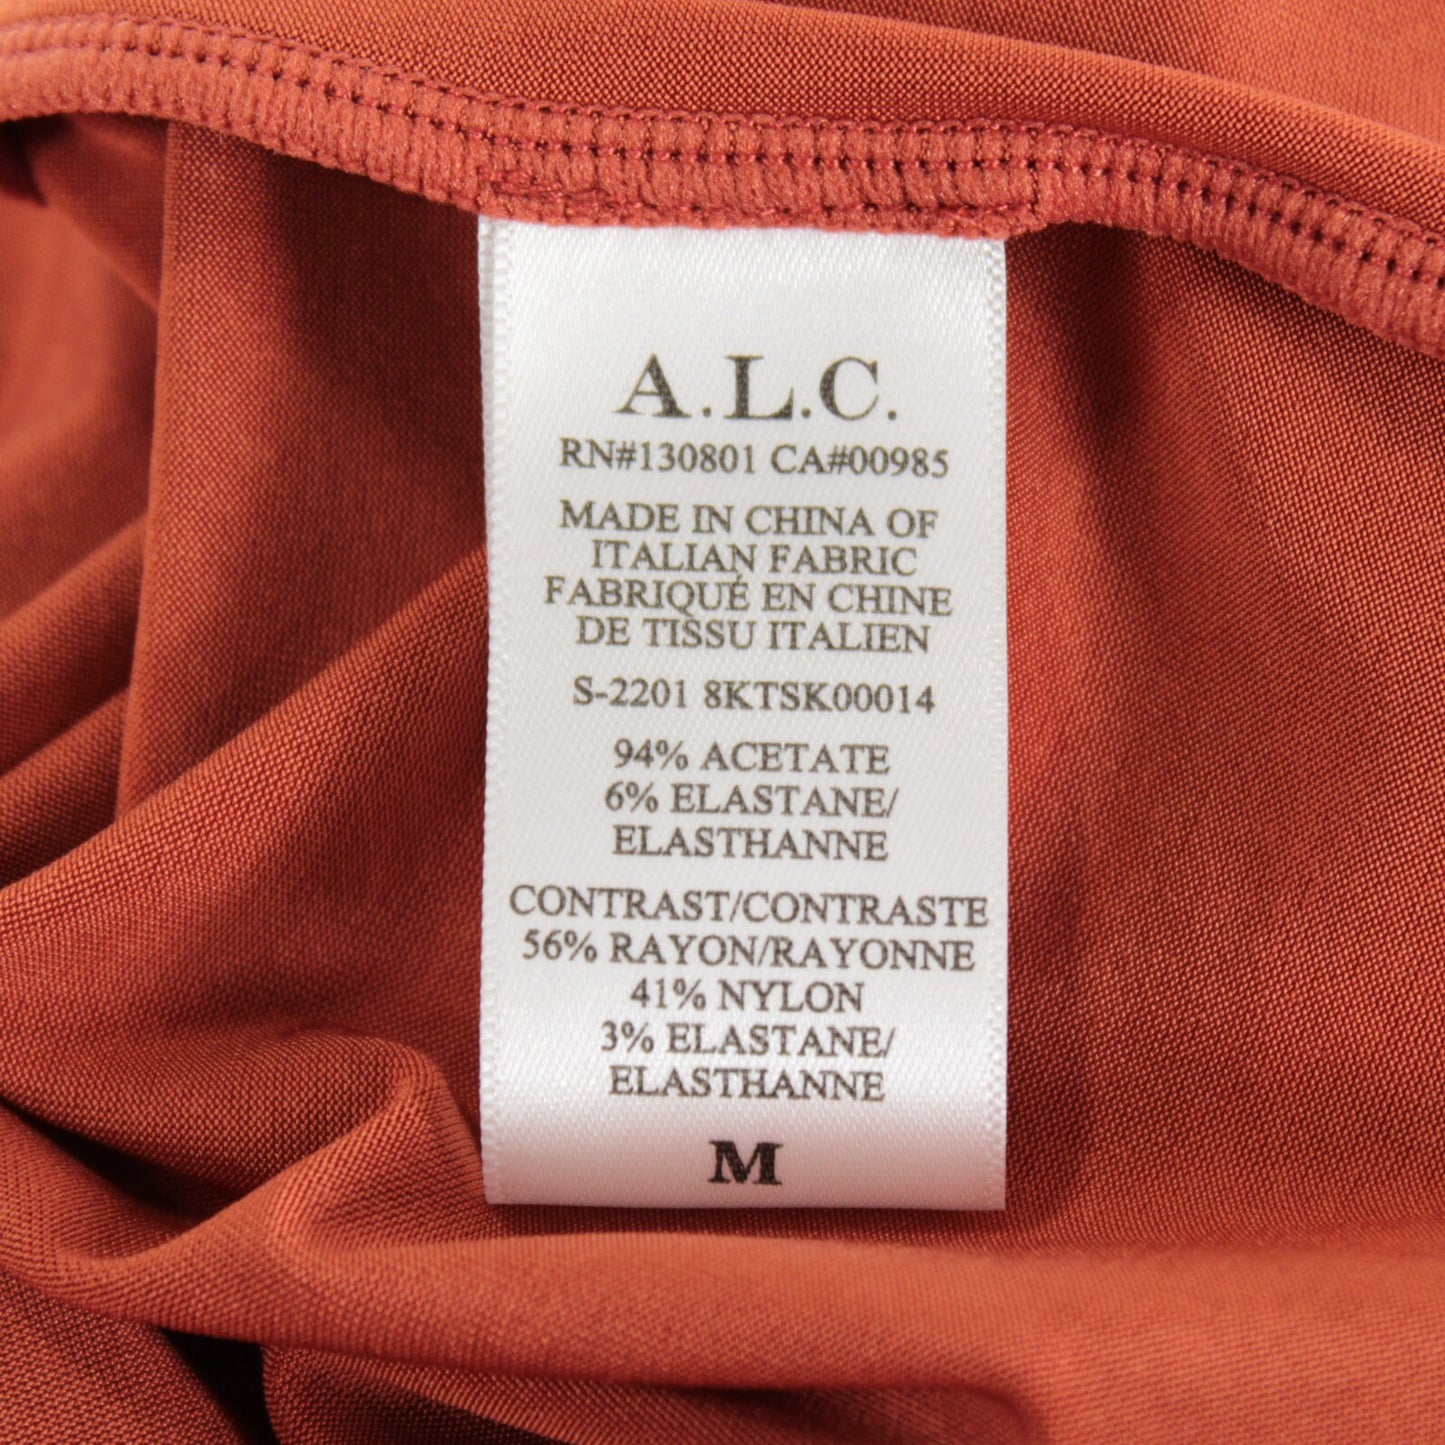 A.L.C.
RN#130801 CA#00985
MADE IN CHINA OF
ITALIAN FABRIC
FABRIQUÉ EN CHINE
DE TISSU ITALIEN
S-2201 8KTSK00014
94% ACETATE
6% ELASTANE/
ELASTHANNE
CONTRAST/CONTRASTE
56% RAYON/RAYONNE
41% NYLON
3% ELASTANE/
ELASTHANNE
M